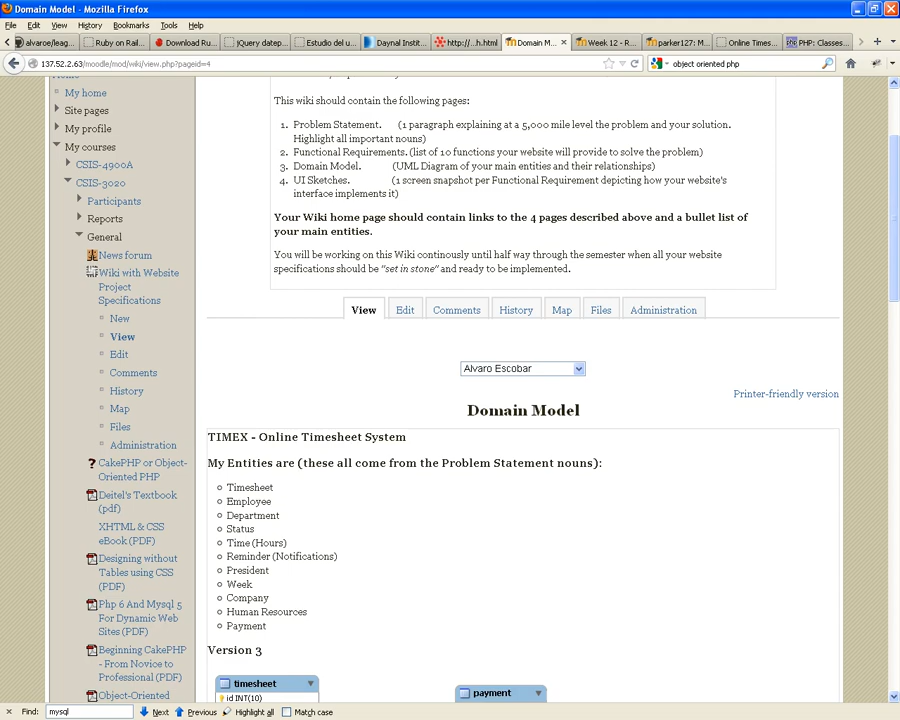 Domain Model - Mozilla Firefox
File Edit View History Bookmarks Tools Help
alvaroe/leag... Ruby on Rail... Download Ru... jQuery datep... Estudio del u... Daynal Instit... http://...h.html Domain M... Week 12 - R... parker127: M... Online Times... PHP: Classes...
137.52.2.63/moodle/mod/wiki/view.php?pageid=4 object oriented php
My home
Site pages
My profile
My courses
CSIS-4900A
CSIS-3020
Participants
Reports
General
News forum
Wiki with Website
Project
Specifications
New
View
Edit
Comments
History
Map
Files
Administration
CakePHP or Object-
Oriented PHP
Deitel's Textbook
(pdf)
XHTML & CSS
eBook (PDF)
Designing without
Tables using CSS
(PDF)
Php 6 And Mysql 5
For Dynamic Web
Sites (PDF)
Beginning CakePHP
- From Novice to
Professional (PDF)
Object-Oriented
This wiki should contain the following pages:
1. Problem Statement. (1 paragraph explaining at a 5,000 mile level the problem and your solution.
Highlight all important nouns)
2. Functional Requirements. (list of 10 functions your website will provide to solve the problem)
3. Domain Model. (UML Diagram of your main entities and their relationships)
4. UI Sketches. (1 screen snapshot per Functional Requirement depicting how your website's
interface implements it)
Your Wiki home page should contain links to the 4 pages described above and a bullet list of
your main entities.
You will be working on this Wiki continously until half way through the semester when all your website
specifications should be "set in stone" and ready to be implemented.
View Edit Comments History Map Files Administration
Alvaro Escobar
Printer-friendly version
Domain Model
TIMEX - Online Timesheet System
My Entities are (these all come from the Problem Statement nouns):
Timesheet
Employee
Department
Status
Time (Hours)
Reminder (Notifications)
President
Week
Company
Human Resources
Payment
Version 3
timesheet
id INT(10)
payment
Find: mysql Next Previous Highlight all Match case